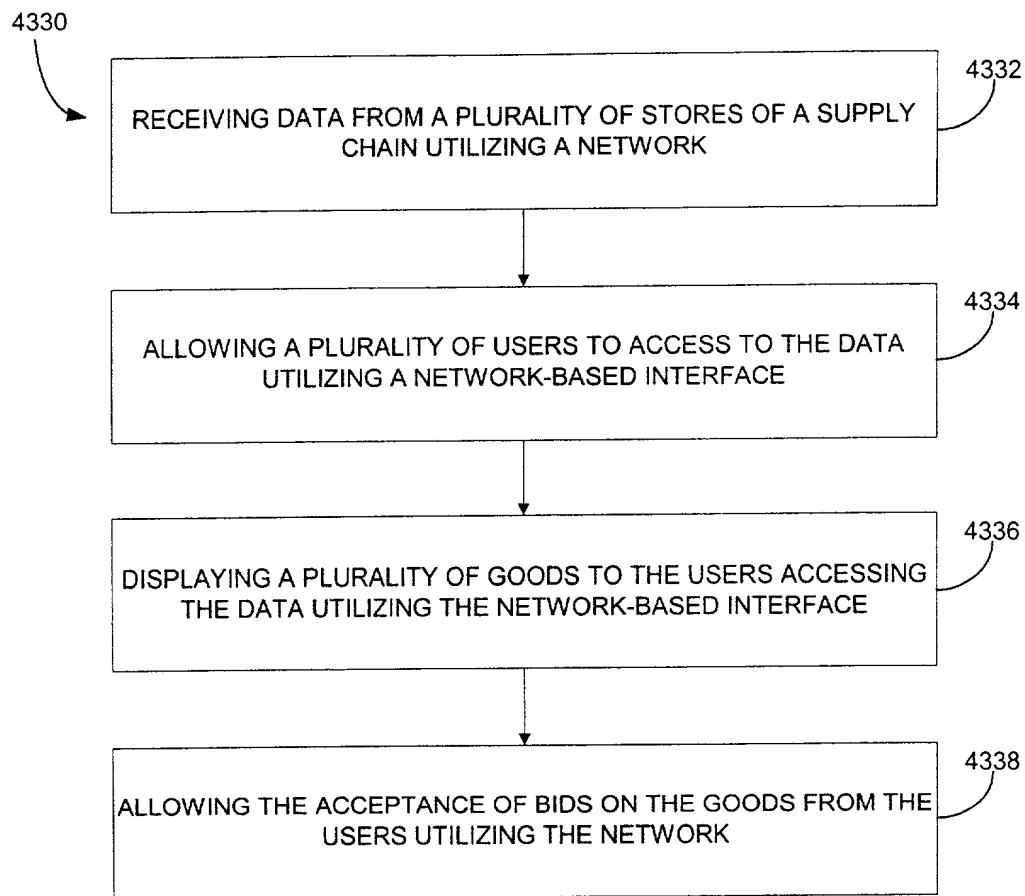 4330
4332
RECEIVING DATA FROM A PLURALITY OF STORES OF A SUPPLY
CHAIN UTILIZING A NETWORK
4334
ALLOWING A PLURALITY OF USERS TO ACCESS TO THE DATA
UTILIZING A NETWORK-BASED INTERFACE
4336
DISPLAYING A PLURALITY OF GOODS TO THE USERS ACCESSING
THE DATA UTILIZING THE NETWORK-BASED INTERFACE
4338
ALLOWING THE ACCEPTANCE OF BIDS ON THE GOODS FROM THE
USERS UTILIZING THE NETWORK